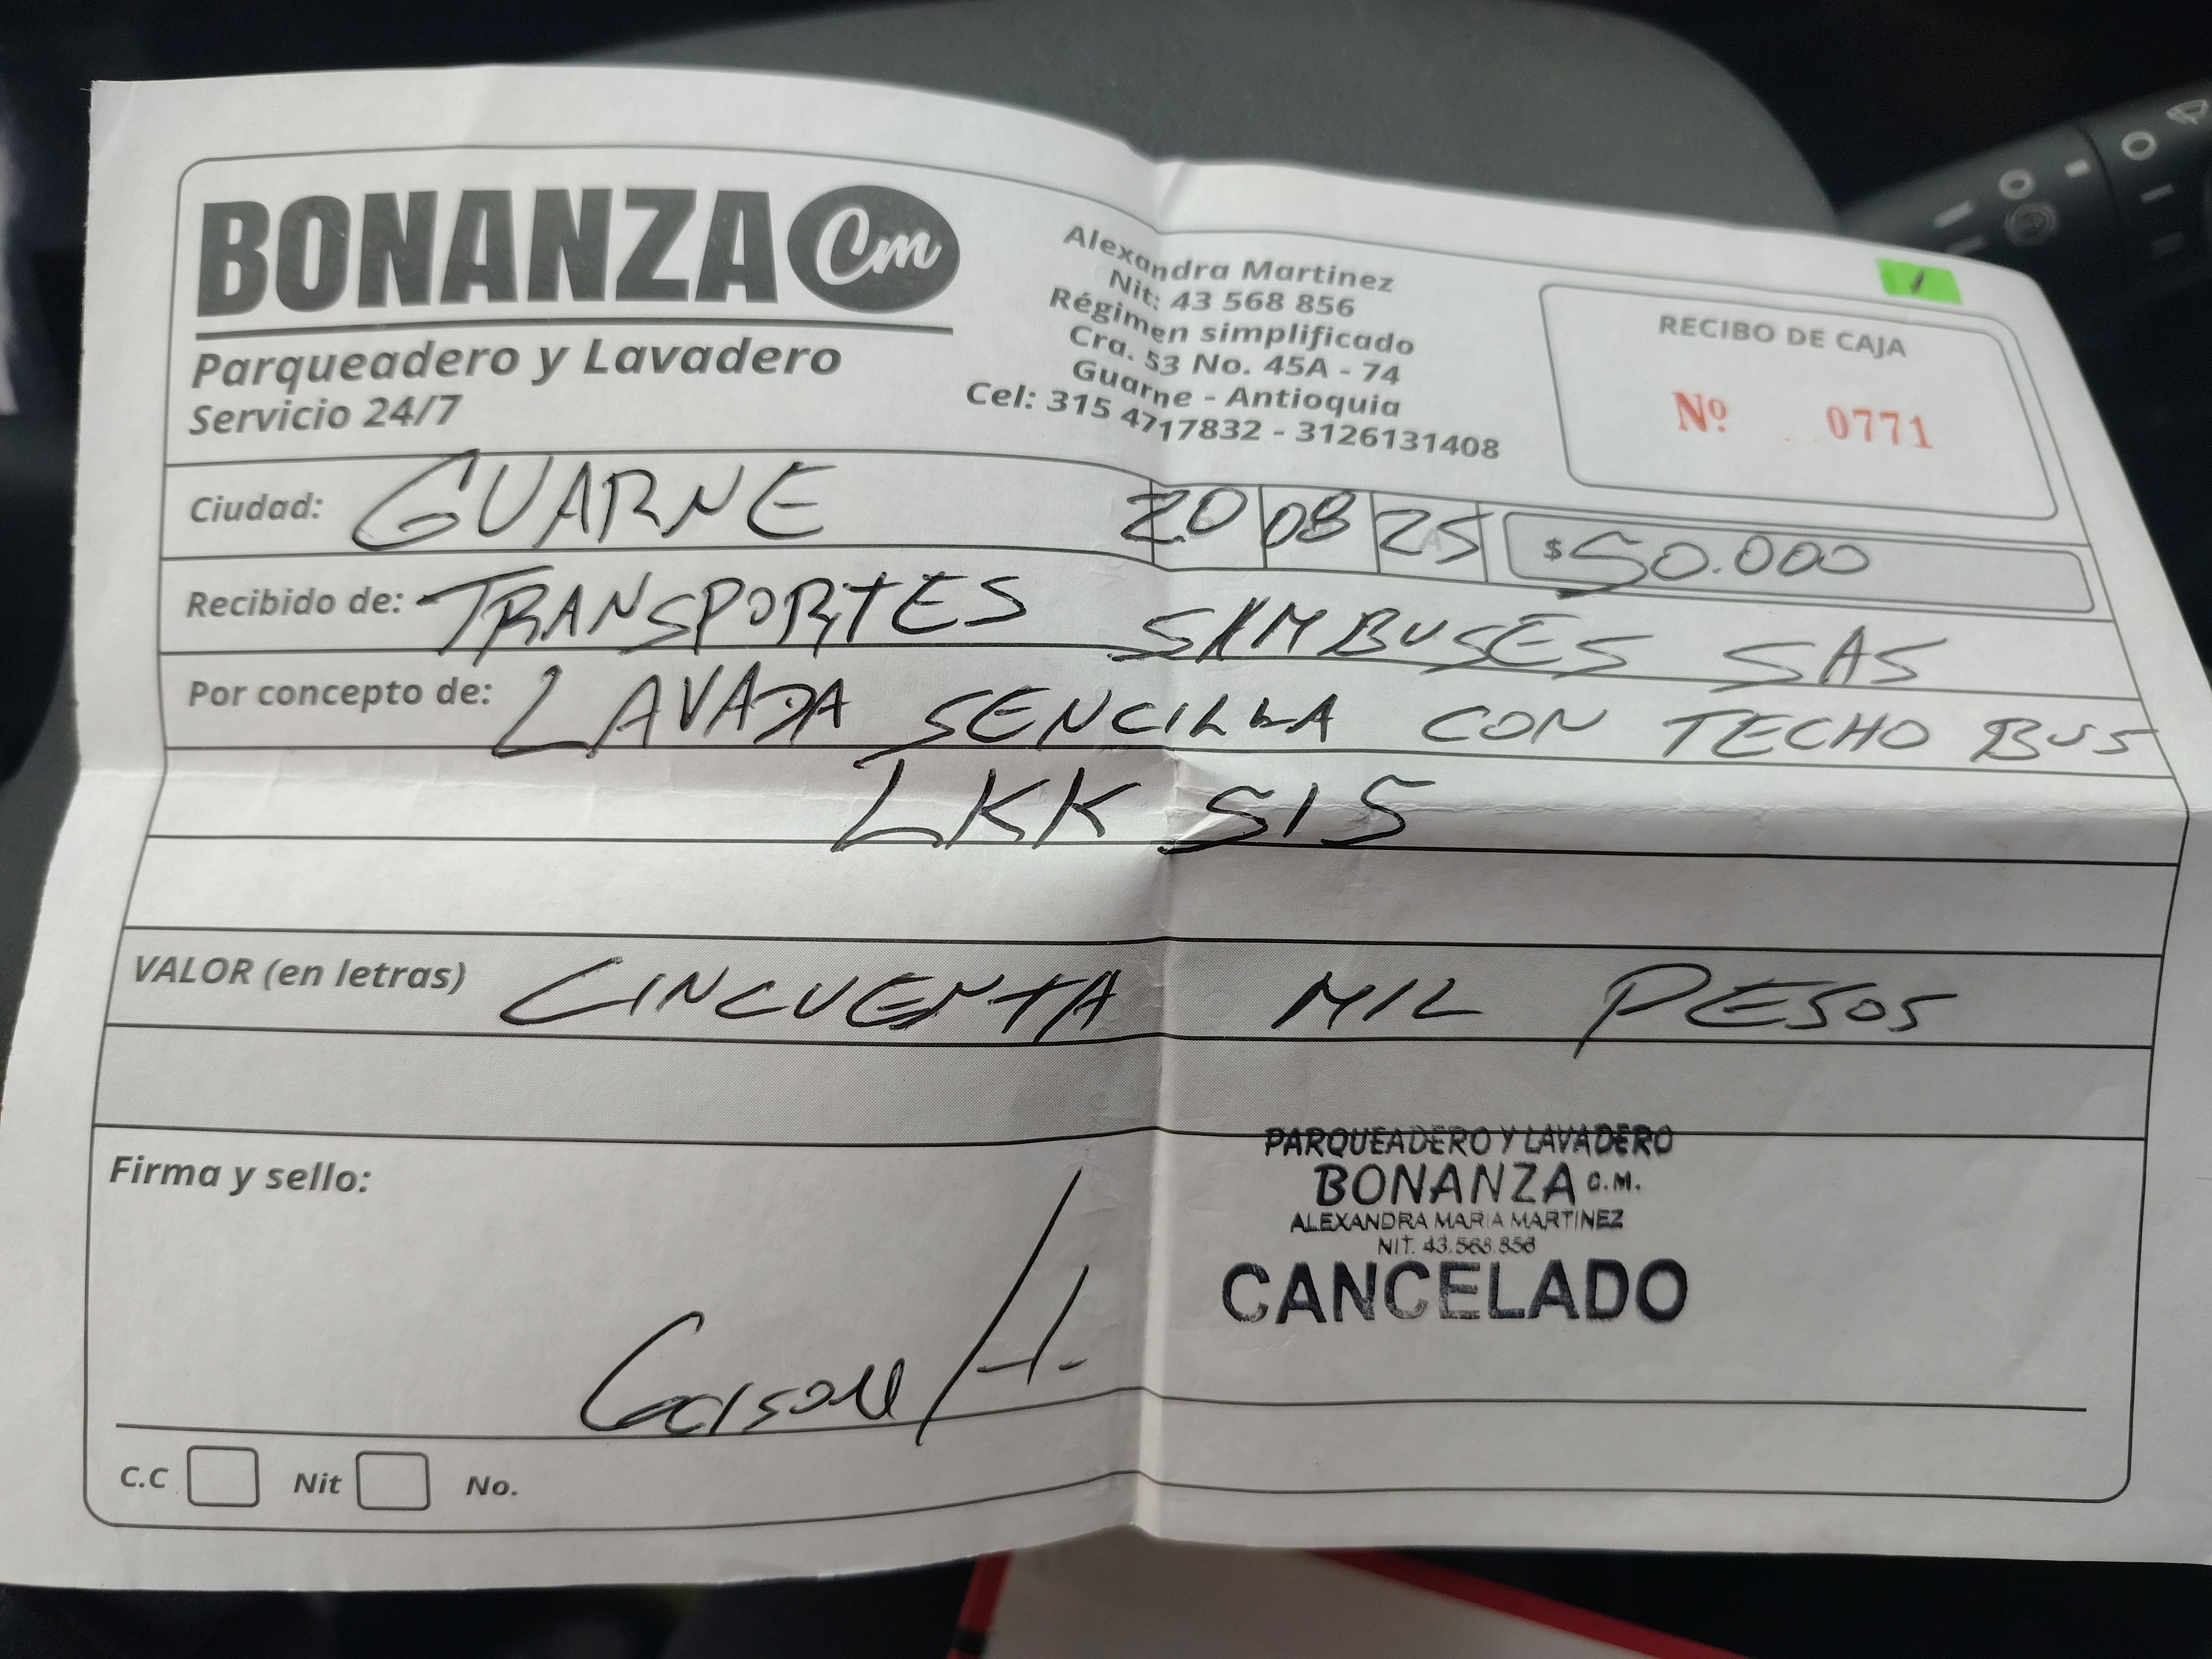 BONANZA Cm
Parqueadero y Lavadero
Servicio 24/7
Alexandra Martinez
Nit: 43 568 856
Régimen simplificado
Cra. 53 No. 45A - 74
Guarne - Antioquia
Cel: 315 4717832 - 3126131408
RECIBO DE CAJA
Nº 0771
Ciudad: GUARNE 20 08 25 $ 50.000
Recibido de: TRANSPORTES SAMBUSES SAS
Por concepto de: LAVADA SENCILLA CON TECHO BUS
LKK 515
VALOR (en letras) CINCUENTA MIL PESOS
Firma y sello:
PARQUEADERO Y LAVADERO
BONANZA C.M.
ALEXANDRA MARIA MARTINEZ
NIT. 43.568.856
CANCELADO
C.C Nit No.